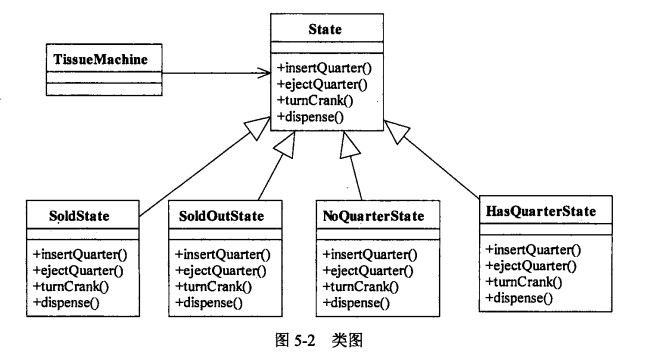 State
+insertQuarter()
+ejectQuarter()
+turnCrank()
+dispense()
TissueMachine
SoldState
+insertQuarter()
+ejectQuarter()
+turnCrank()
+dispense()
SoldOutState
+insertQuarter()
+ejectQuarter()
+turnCrank()
+dispense()
NoQuarterState
+insertQuarter()
+ejectQuarter()
+turnCrank()
+dispense()
HasQuarterState
+insertQuarter()
+ejectQuarter()
+turnCrank()
+dispense()
图 5-2 类图